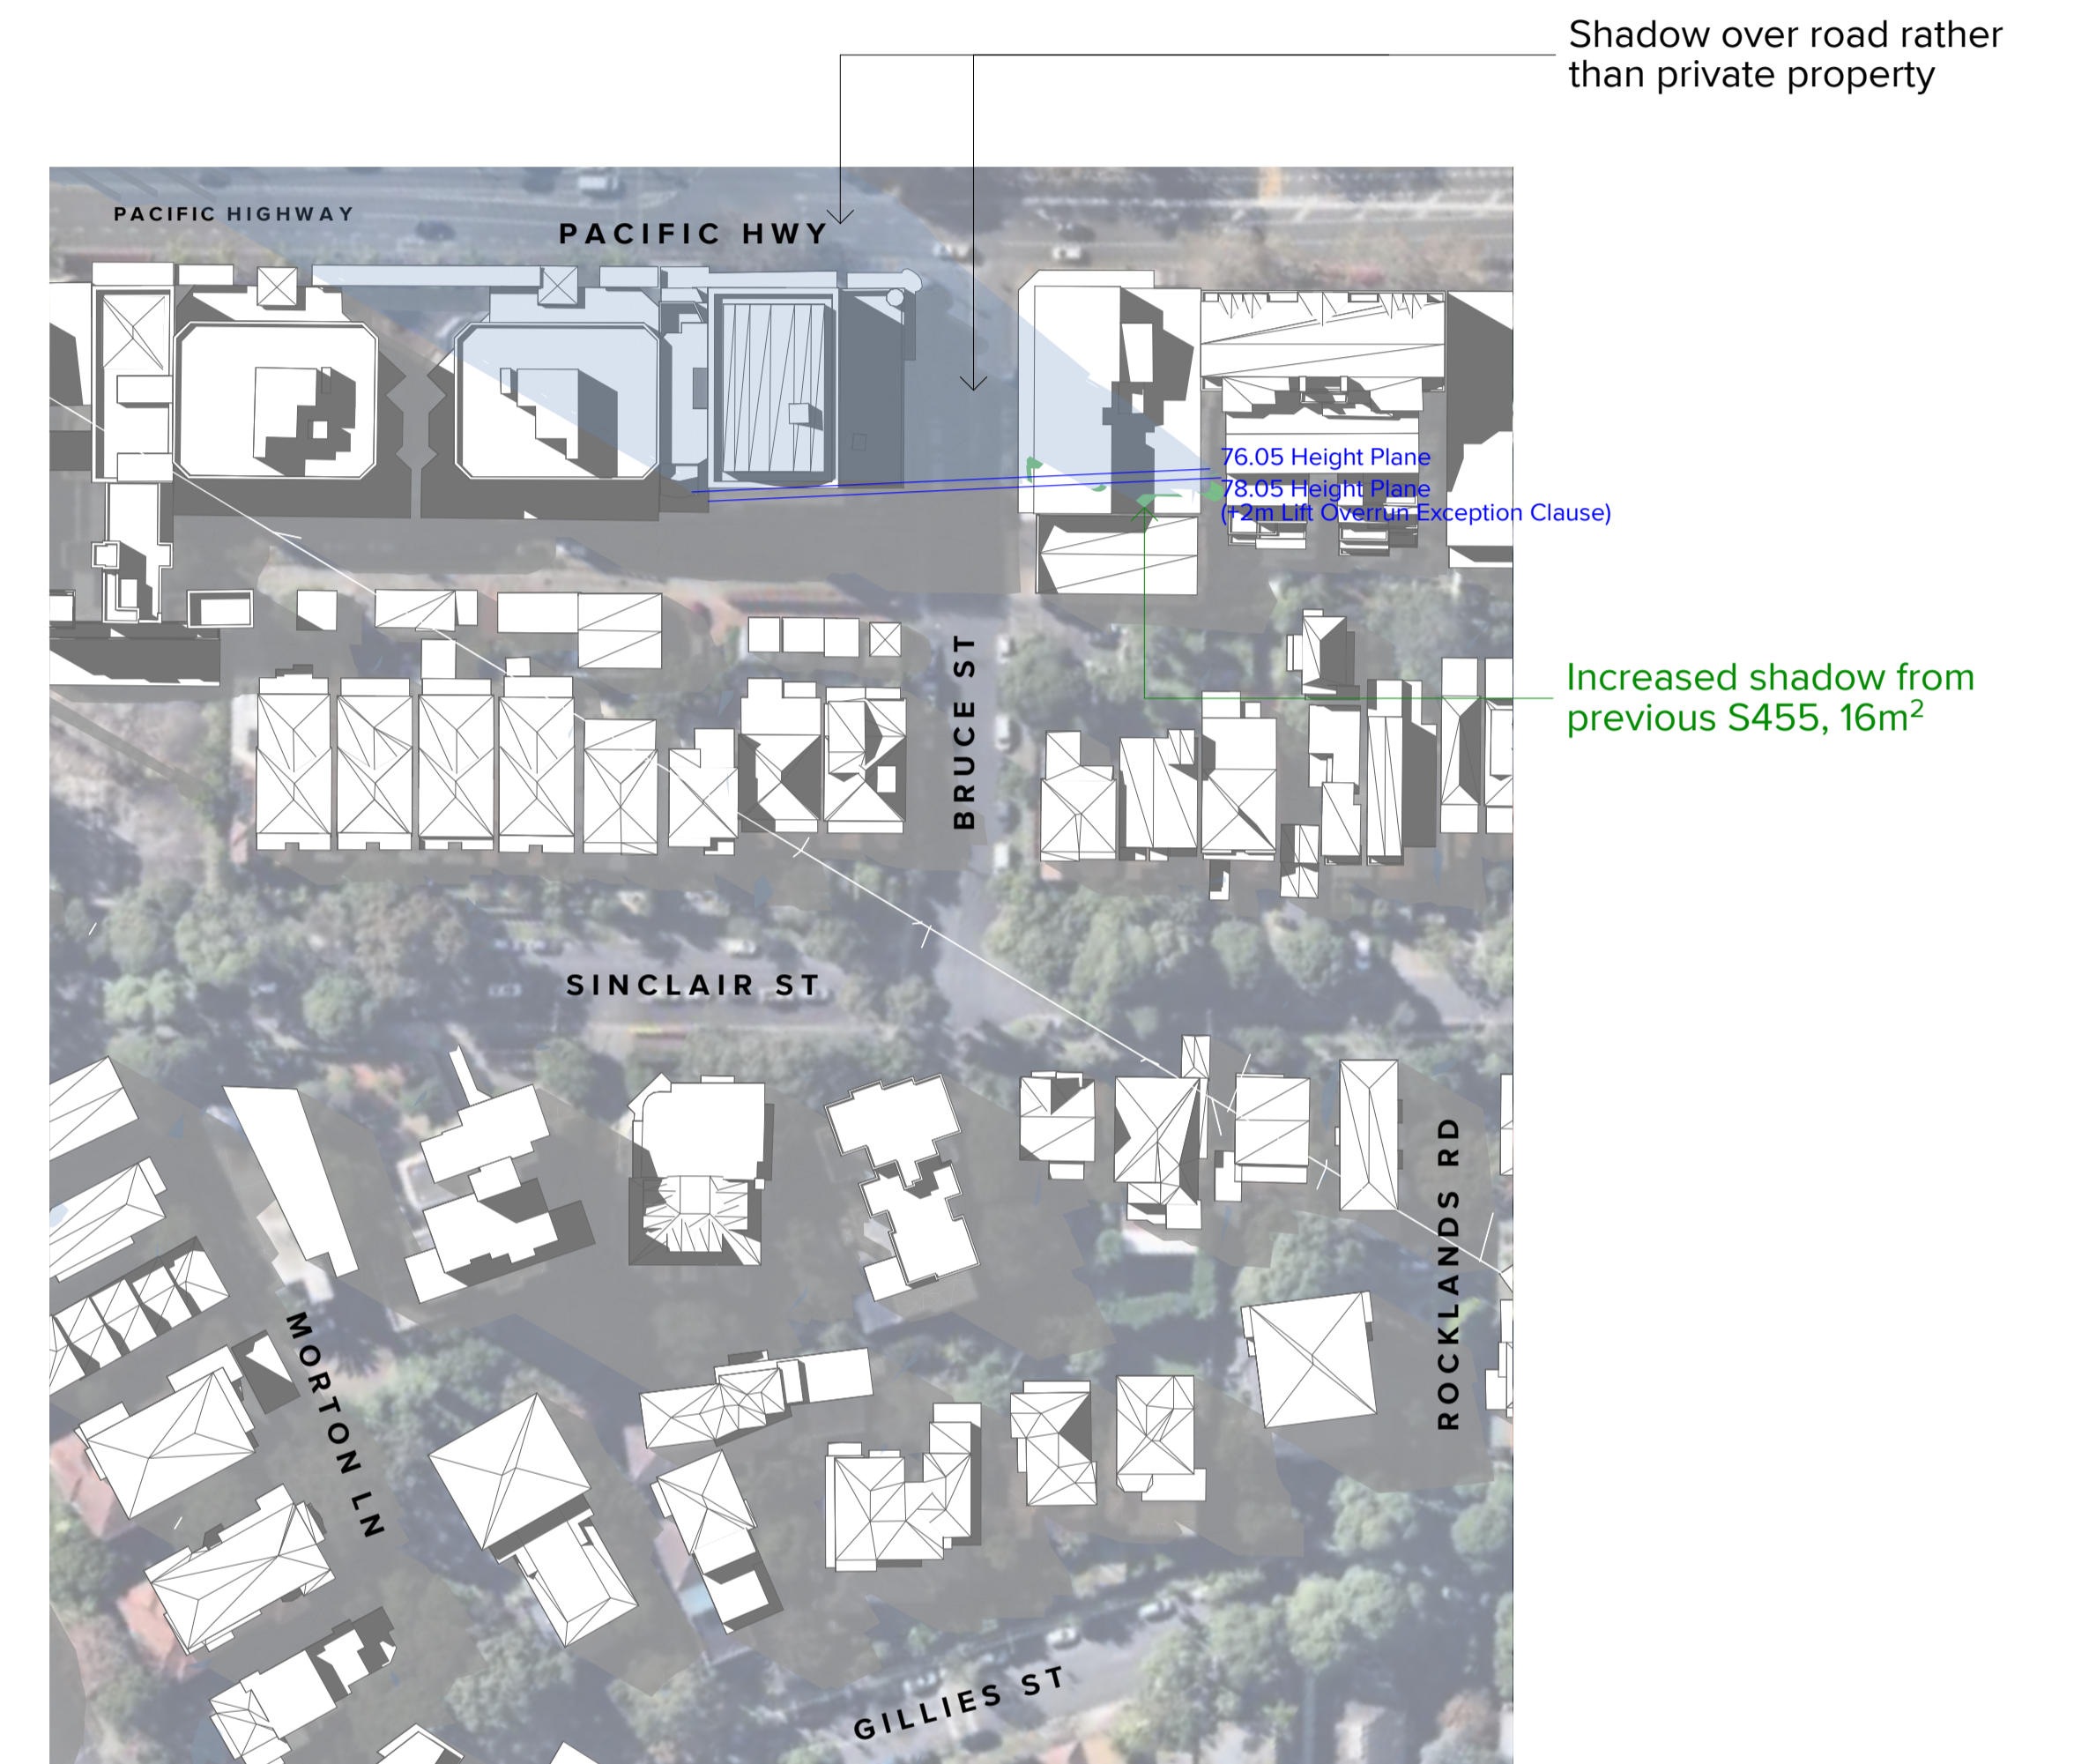 Shadow over road rather
than private property
PACIFIC HIGHWAY
PACIFIC HWY
76.05 Height Plane
78.05 Height Plane
(+2m Lift Overrun Exception Clause)
BRUCE ST
Increased shadow from
previous S455, 16m²
SINCLAIR ST
ROCKLANDS RD
MORTON LN
GILLIES ST